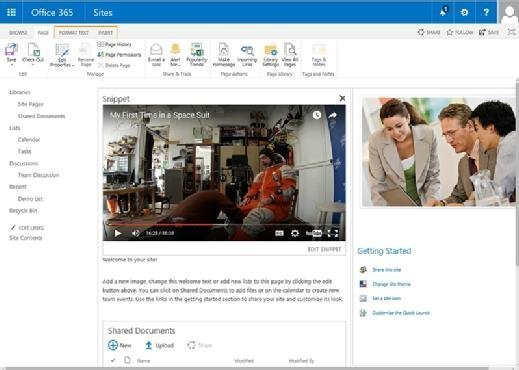 Office 365 Sites
1
?
BROWSE PAGE FORMAT TEXT INSERT
SHARE FOLLOW SAVE
Save Check Out Edit Properties Rename Page Page History Page Permissions Delete Page E-mail a Link Alert Me Popularity Trends Make Homepage Incoming Links Library Settings View All Pages Tags & Notes
Edit Manage Share & Track Page Actions Page Library Tags and Notes
Libraries
Site Pages
Shared Documents
Lists
Calendar
Tasks
Discussions
Team Discussion
Recent
Demo List
Recycle Bin
EDIT LINKS
Site Contents
Snippet
My First Time in a Space Suit
YouTube
EDIT SNIPPET
Welcome to your site!
Add a new image, change this welcome text or add new lists to this page by clicking the edit
button above. You can click on Shared Documents to add files or on the calendar to create new
team events. Use the links in the getting started section to share your site and customize its look.
Shared Documents
New Upload Share
Name Modified Modified By
Getting Started
Share this site
Change site theme
Set a site icon
Customize the Quick Launch